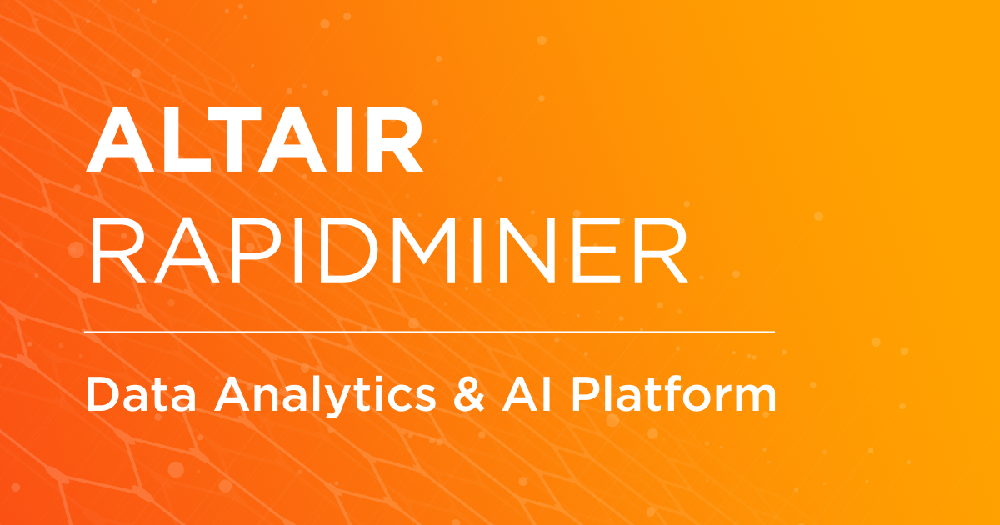 ALTAIR
RAPIDMINER
Data Analytics & AI Platform